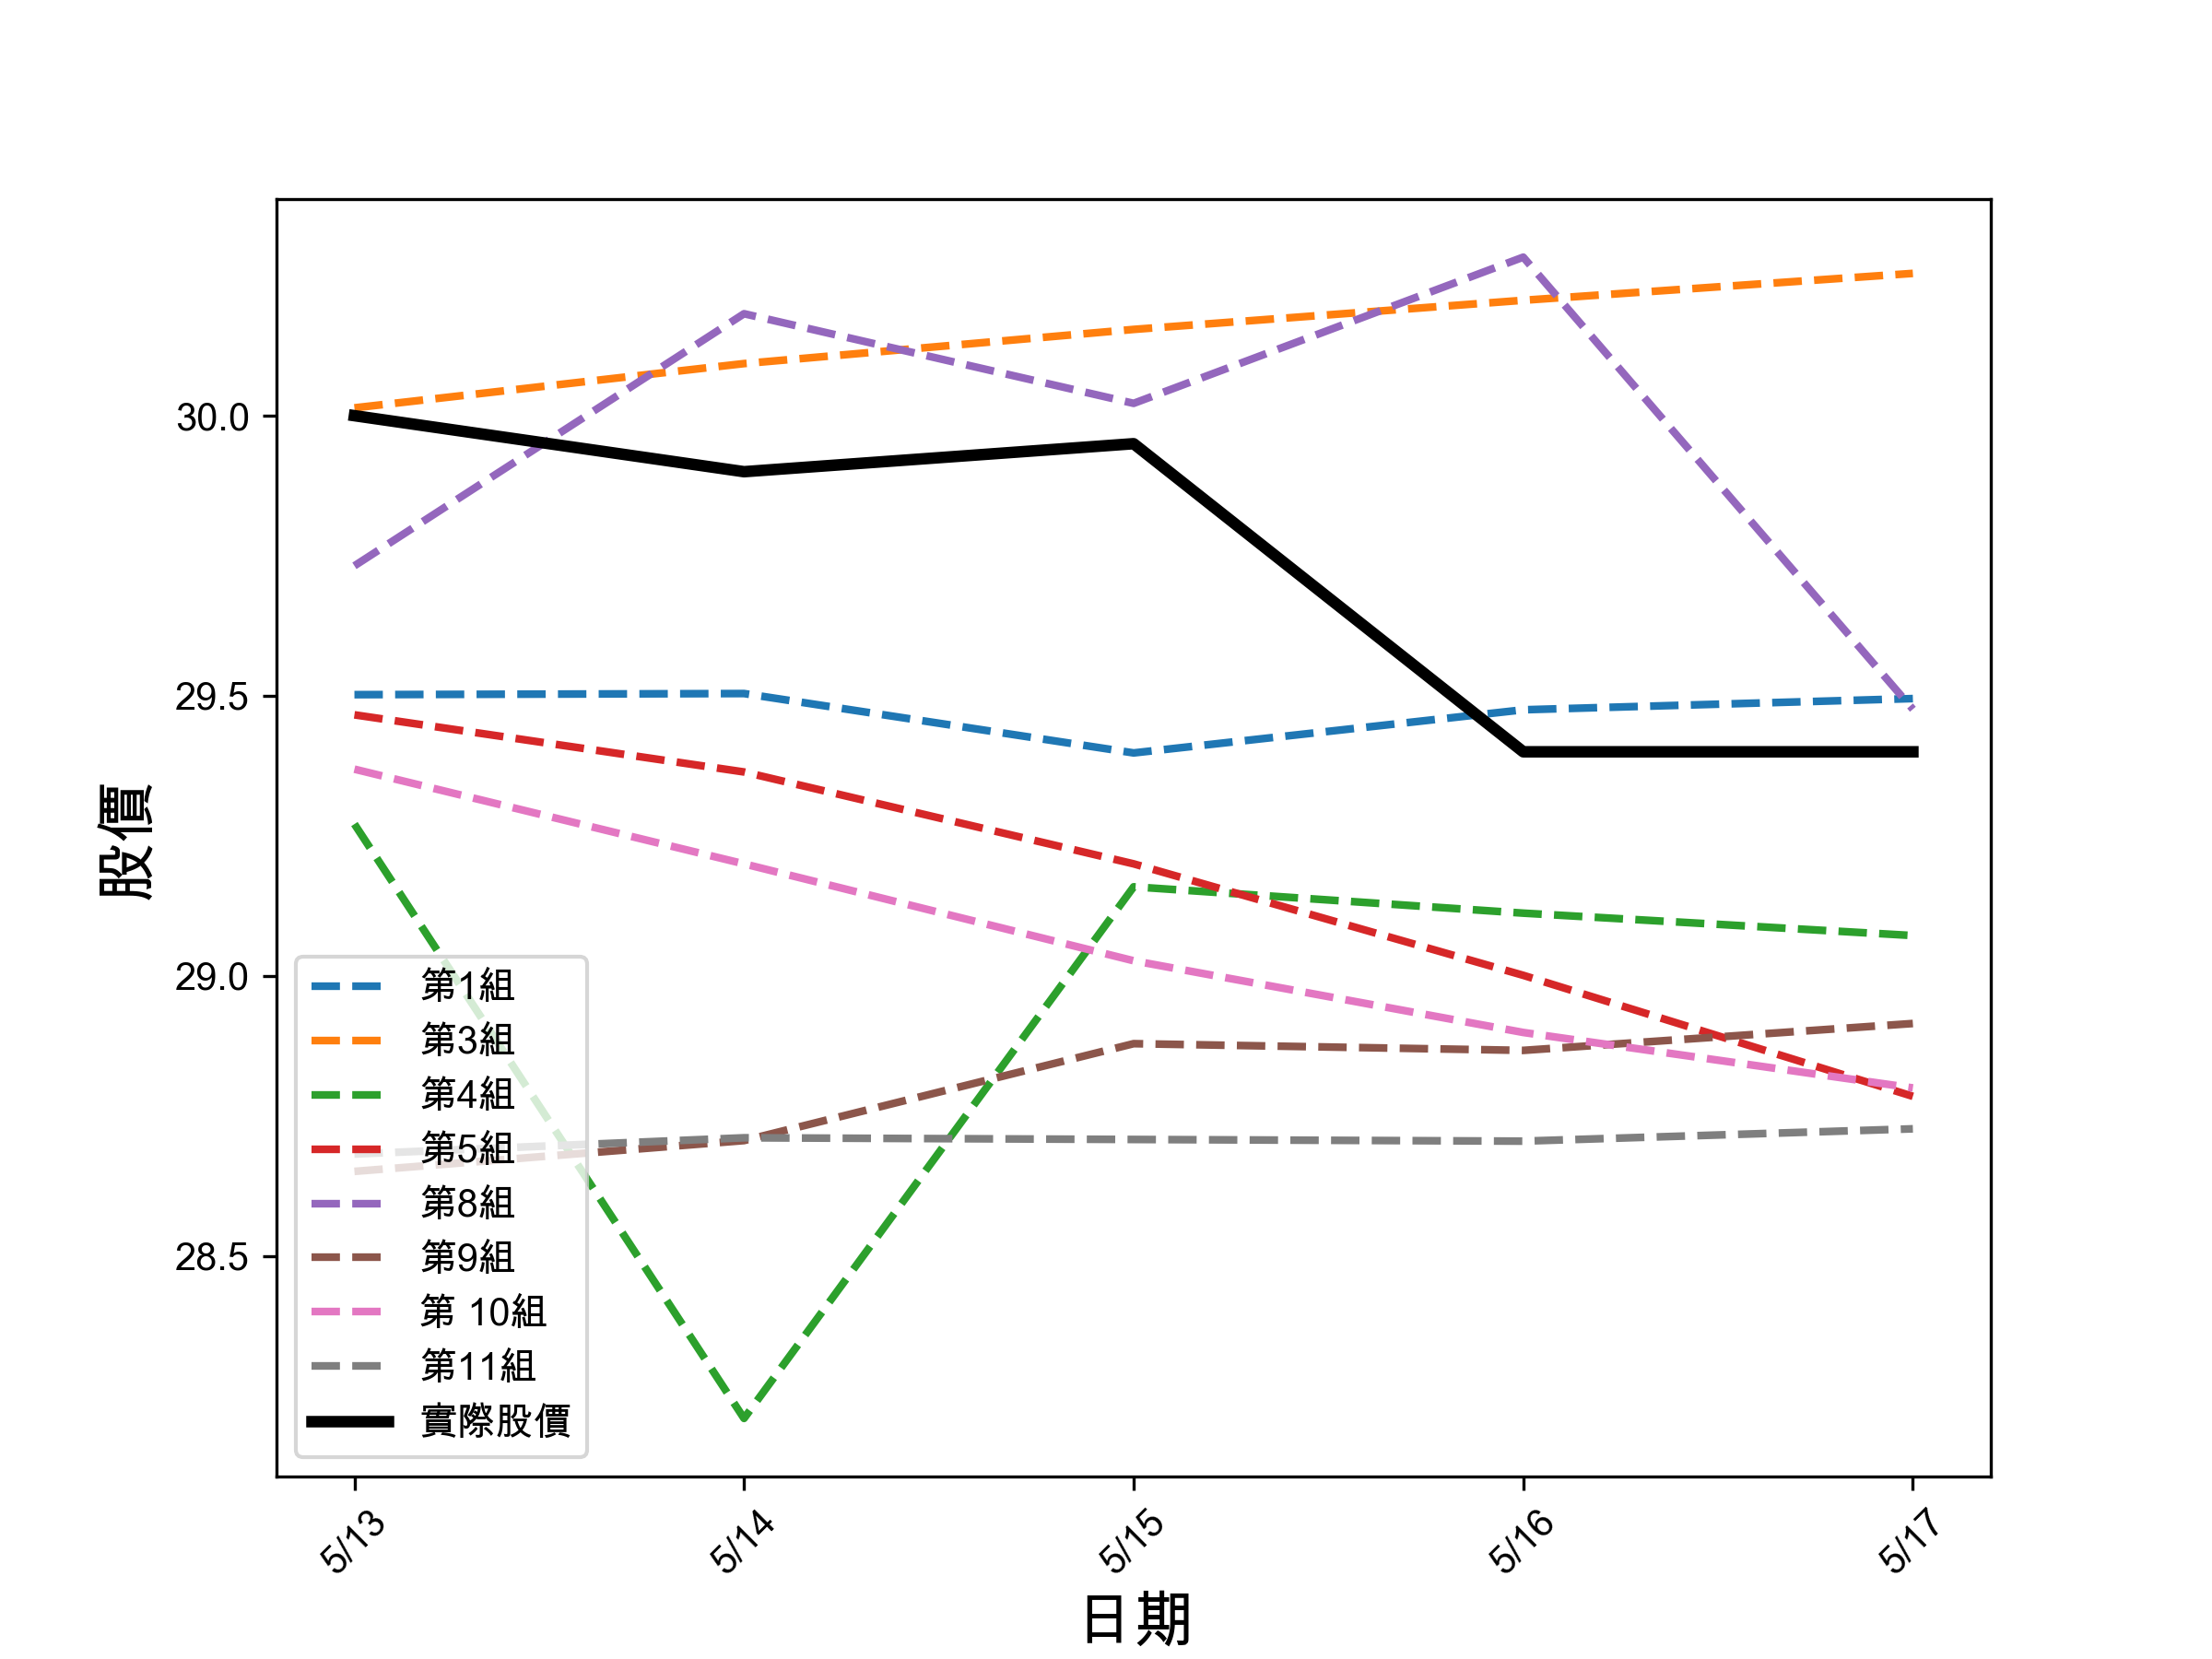 30.0
29.5
29.0
28.5
股價
第1組
第3組
第4組
第5組
第8組
第9組
第 10組
第11組
實際股價
5/13
5/14
5/15
5/16
5/17
日期